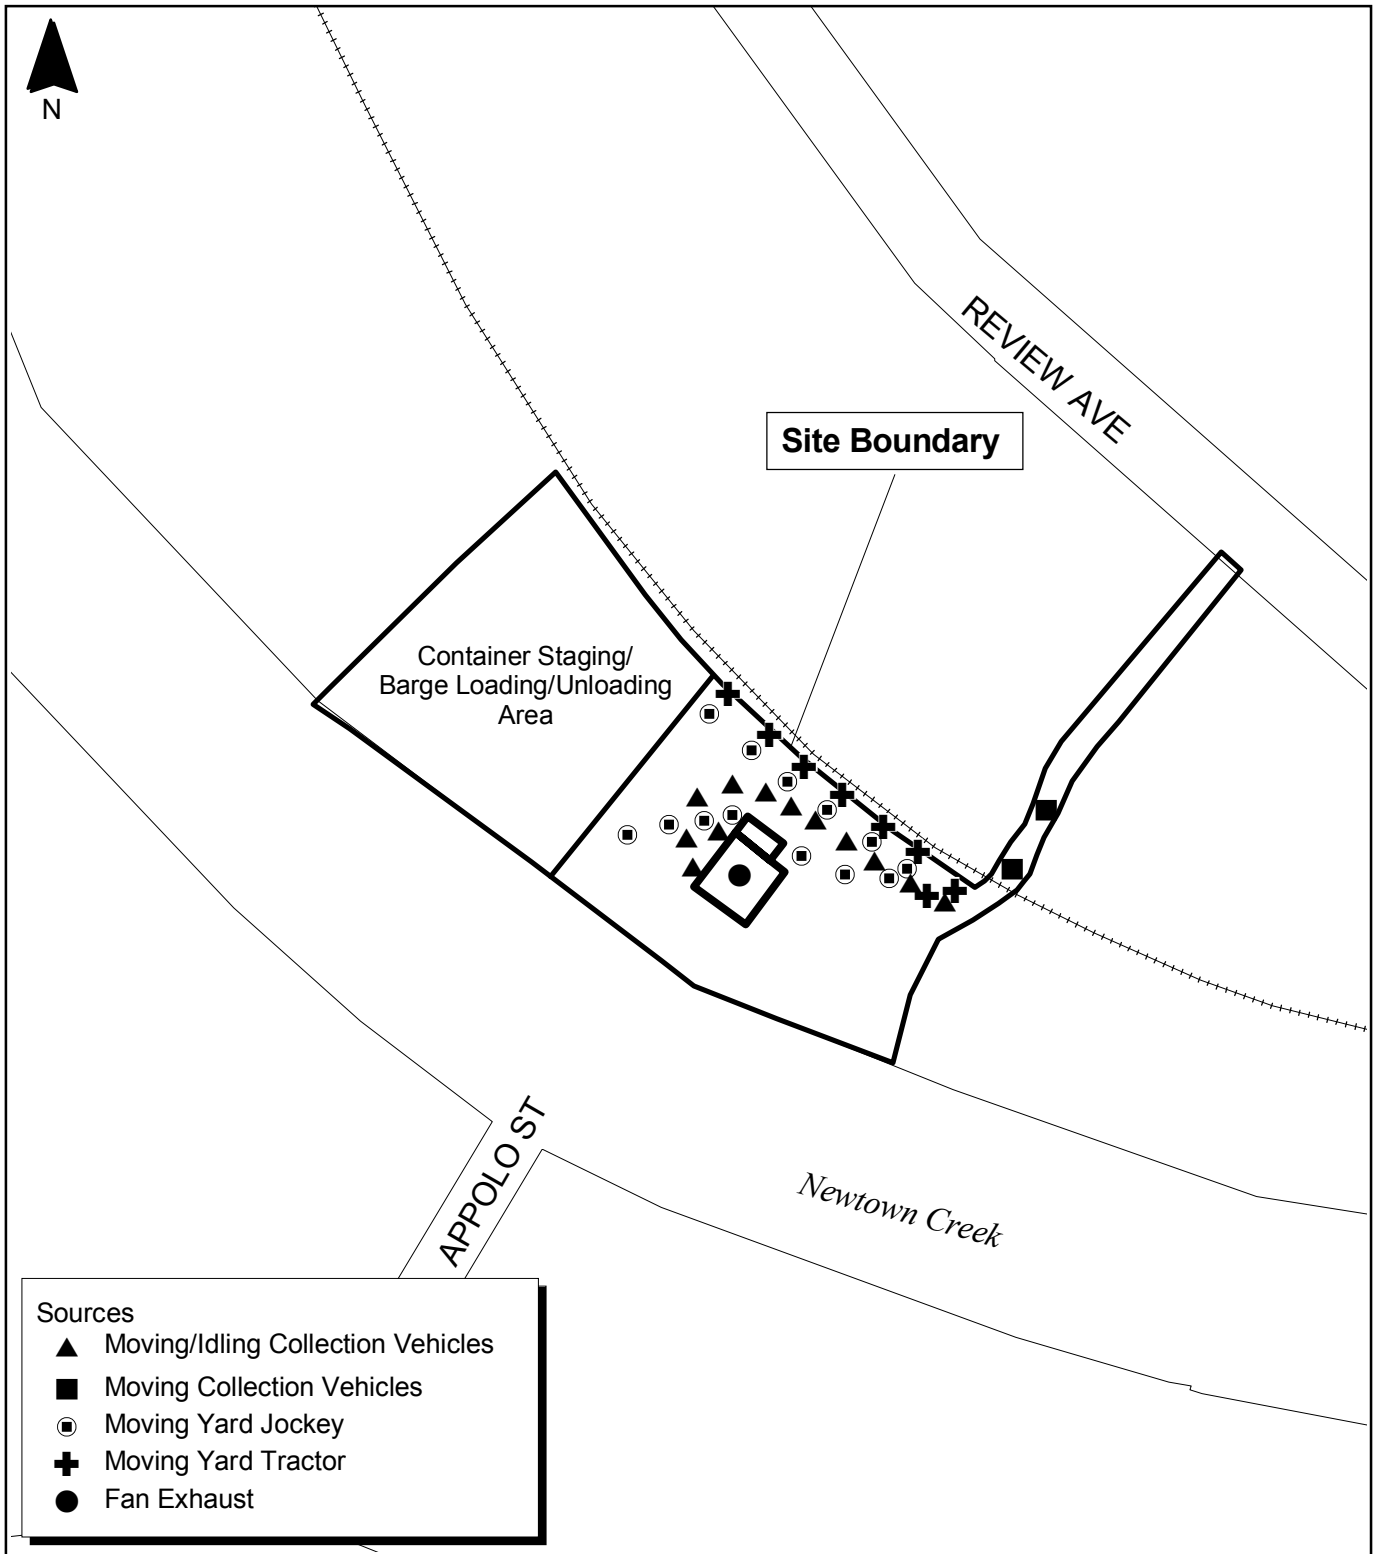 N
REVIEW AVE
Site Boundary
Container Staging/
Barge Loading/Unloading
Area
APPOLO ST
Newtown Creek
Sources
Moving/Idling Collection Vehicles
Moving Collection Vehicles
Moving Yard Jockey
Moving Yard Tractor
Fan Exhaust